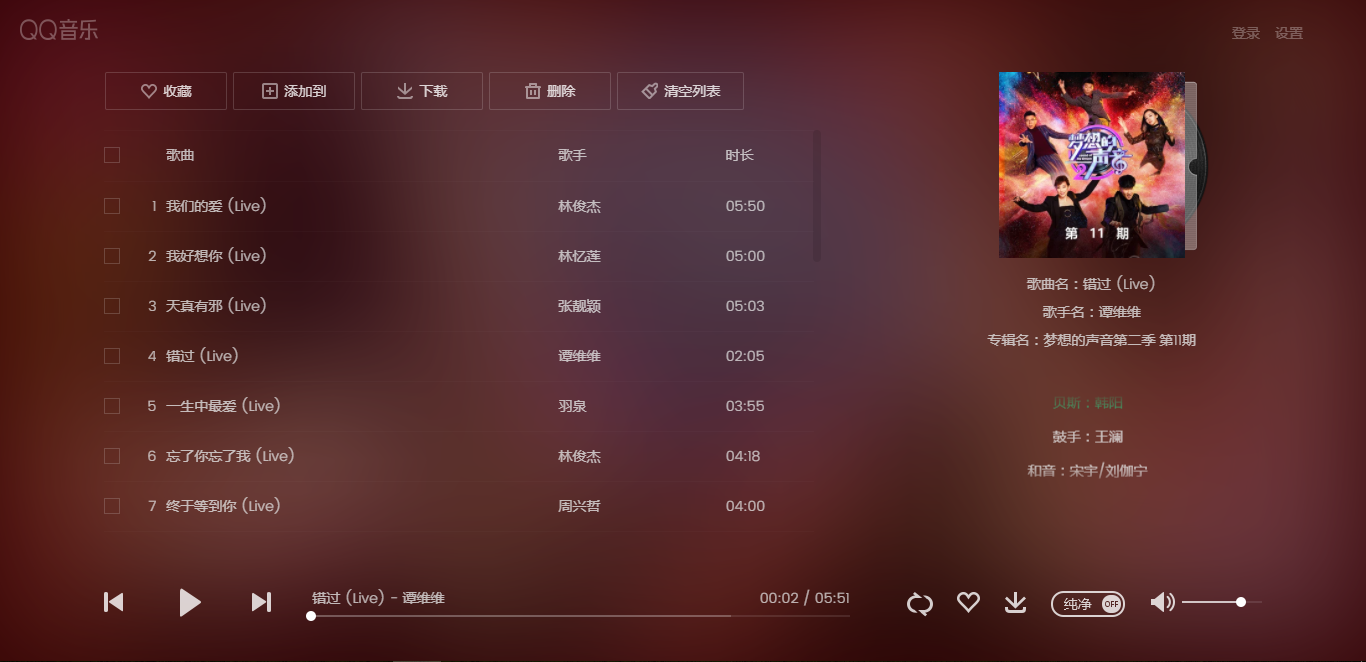 QQ音乐
登录 设置
收藏 添加到 下载 删除 清空列表
歌曲 歌手 时长
1 我们的爱 (Live) 林俊杰 05:50
2 我好想你 (Live) 林忆莲 05:00
3 天真有邪 (Live) 张靓颖 05:03
4 错过 (Live) 谭维维 02:05
5 一生中最爱 (Live) 羽泉 03:55
6 忘了你忘了我 (Live) 林俊杰 04:18
7 终于等到你 (Live) 周兴哲 04:00
梦想的
声音
2
第 11 期
歌曲名：错过 (Live)
歌手名：谭维维
专辑名：梦想的声音第二季 第11期
贝斯：韩阳
鼓手：王澜
和音：宋宇/刘伽宁
错过 (Live) - 谭维维 00:02 / 05:51
纯净 OFF